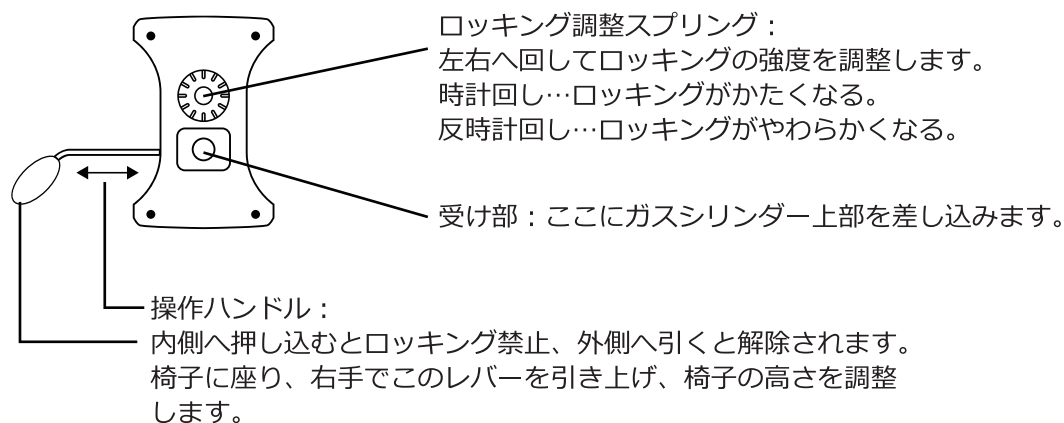 ロッキング調整スプリング：
左右へ回してロッキングの強度を調整します。
時計回し…ロッキングがかたくなる。
反時計回し…ロッキングがやわらかくなる。
受け部：ここにガスシリンダー上部を差し込みます。
操作ハンドル：
内側へ押し込むとロッキング禁止、外側へ引くと解除されます。
椅子に座り、右手でこのレバーを引き上げ、椅子の高さを調整
します。